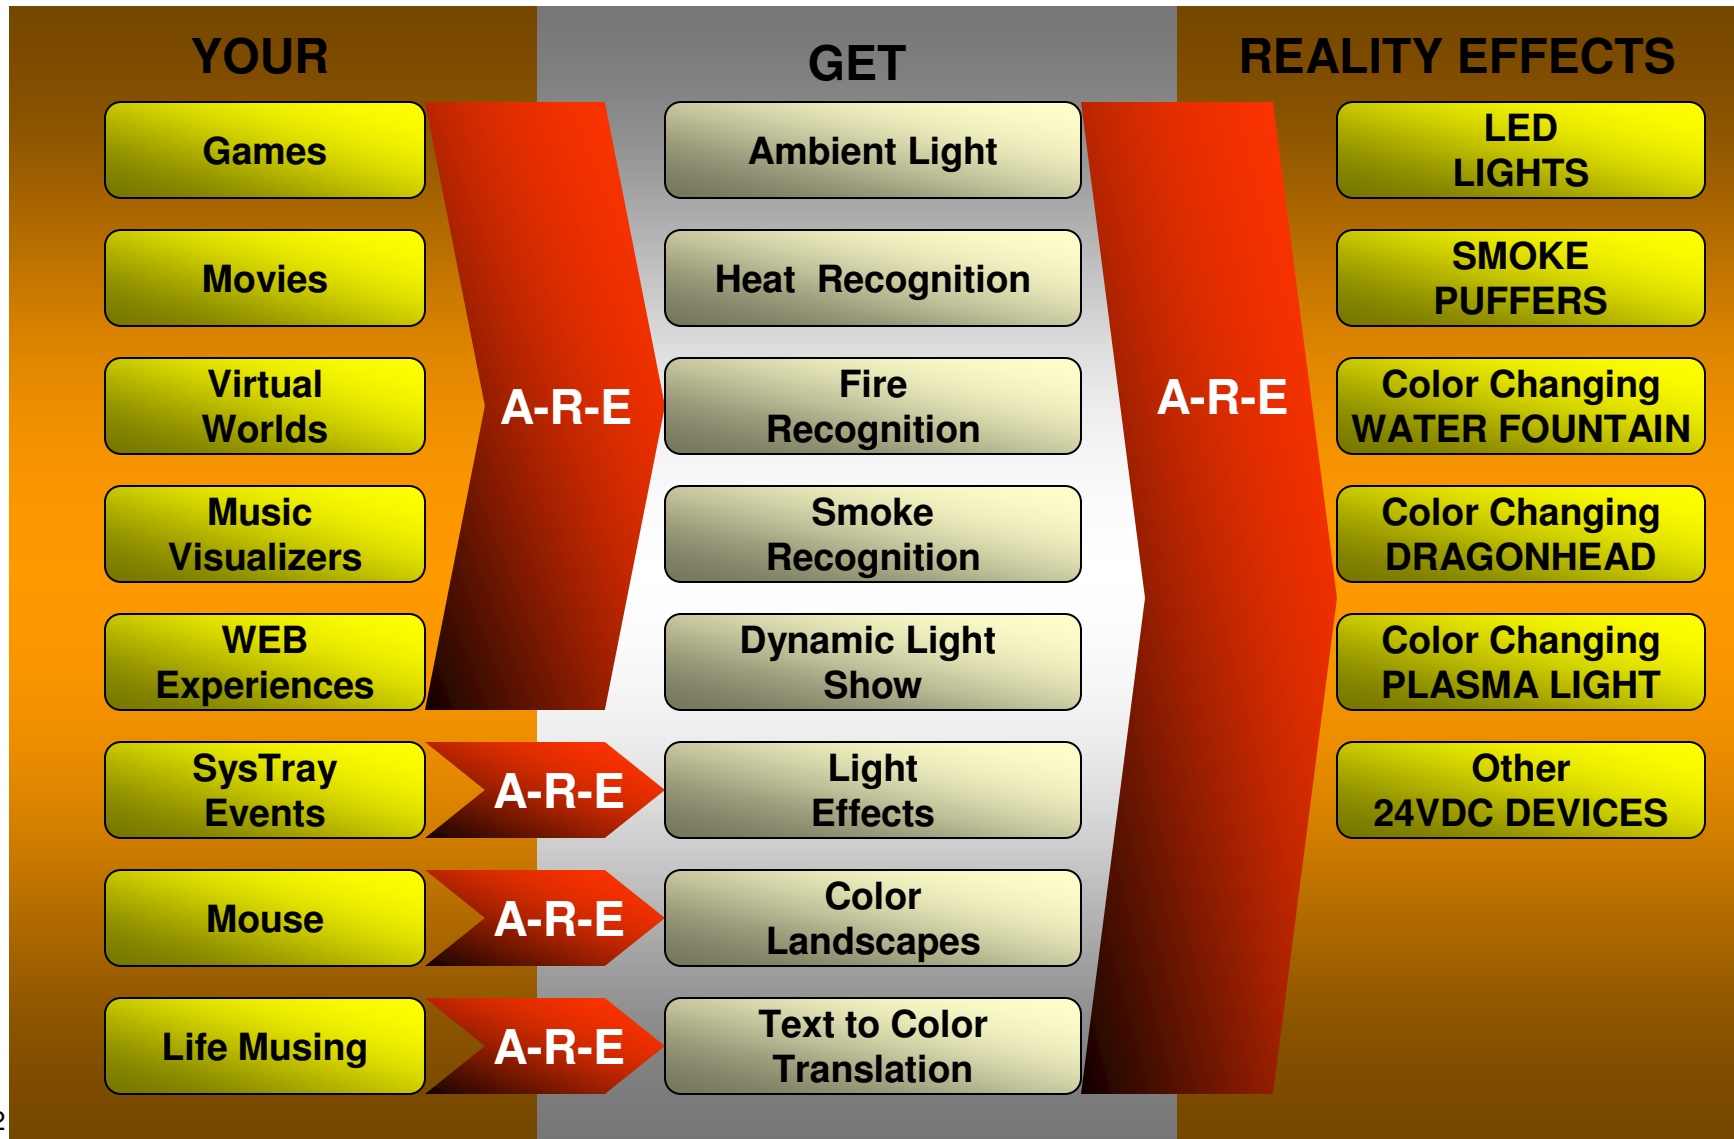 YOUR
Games
Movies
Virtual
Worlds
Music
Visualizers
WEB
Experiences
SysTray
Events
Mouse
Life Musing
A-R-E
A-R-E
A-R-E
A-R-E
GET
Ambient Light
Heat  Recognition
Fire
Recognition
Smoke
Recognition
Dynamic Light
Show
Light
Effects
Color
Landscapes
Text to Color
Translation
A-R-E
REALITY EFFECTS
LED
LIGHTS
SMOKE
PUFFERS
Color Changing
WATER FOUNTAIN
Color Changing
DRAGONHEAD
Color Changing
PLASMA LIGHT
Other
24VDC DEVICES
2